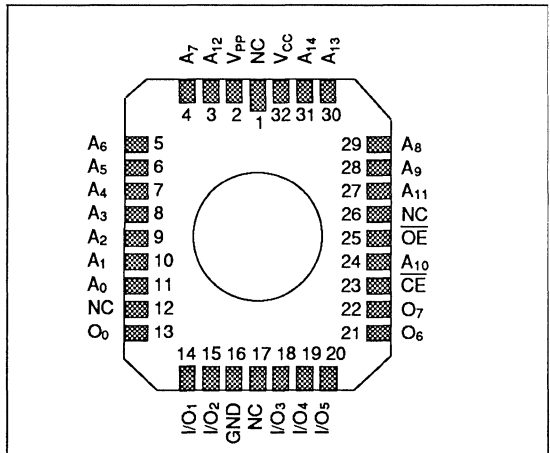 A7 A12 VPP NC VCC A14 A13
4 3 2 1 32 31 30
A6 5 29 A8
A5 6 28 A9
A4 7 27 A11
A3 8 26 NC
A2 9 25 OE
A1 10 24 A10
A0 11 23 CE
NC 12 22 O7
O0 13 21 O6
14 15 16 17 18 19 20
I/O1 I/O2 GND NC I/O3 I/O4 I/O5